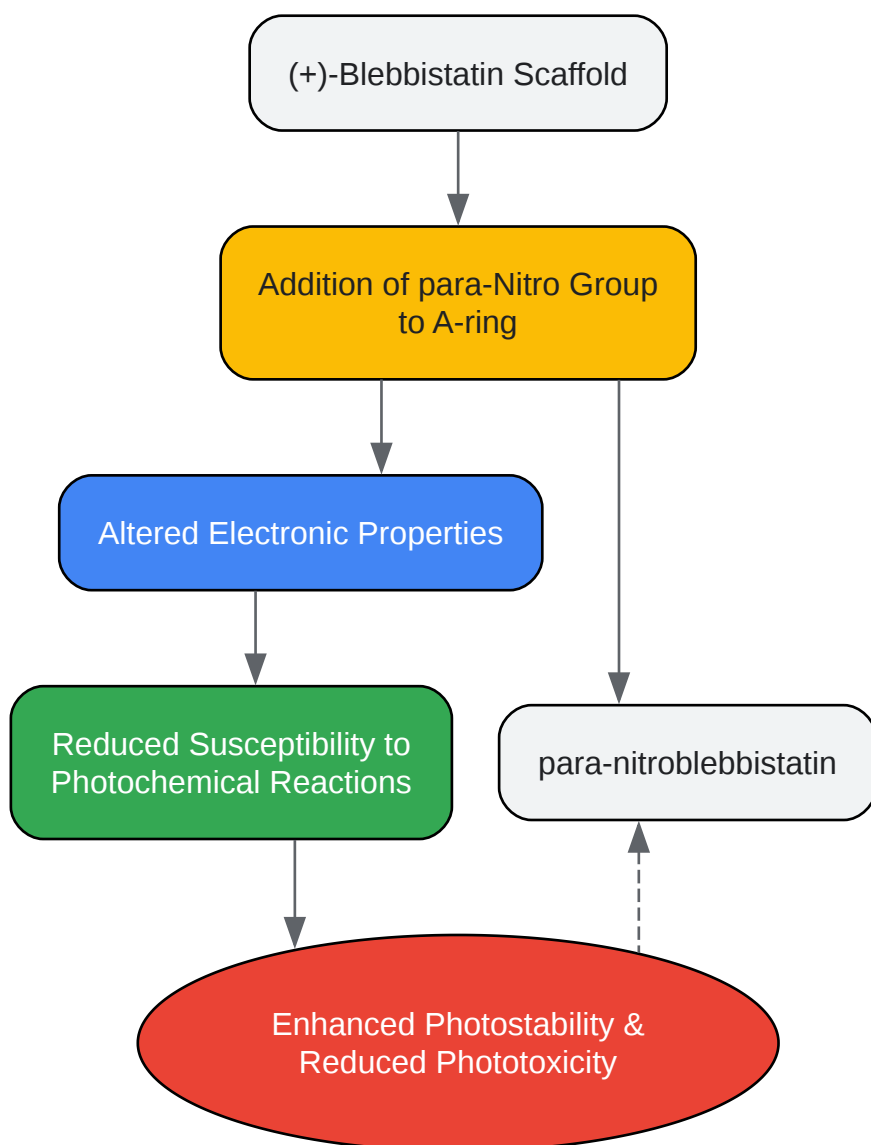 (+)-Blebbistatin Scaffold
Addition of para-Nitro Group
to A-ring
Altered Electronic Properties
Reduced Susceptibility to
Photochemical Reactions
para-nitroblebbistatin
Enhanced Photostability &
Reduced Phototoxicity